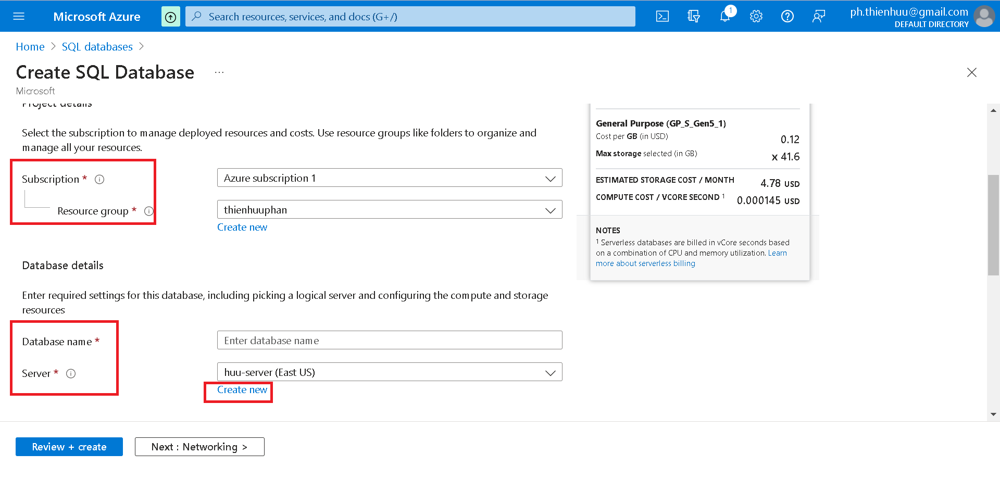 Microsoft Azure
Search resources, services, and docs (G+/)
1
ph.thienhuu@gmail.com
DEFAULT DIRECTORY
Home > SQL databases >
Create SQL Database ...
Microsoft
Project details
Select the subscription to manage deployed resources and costs. Use resource groups like folders to organize and
manage all your resources.
Subscription *
Azure subscription 1
Resource group *
thienhuuphan
Create new
Database details
Enter required settings for this database, including picking a logical server and configuring the compute and storage
resources
Database name *
Enter database name
Server *
huu-server (East US)
Create new
General Purpose (GP_S_Gen5_1)
Cost per GB (in USD) 0.12
Max storage selected (in GB) x 41.6
ESTIMATED STORAGE COST / MONTH 4.78 USD
COMPUTE COST / VCORE SECOND ¹ 0.000145 USD
NOTES
¹ Serverless databases are billed in vCore seconds based
on a combination of CPU and memory utilization. Learn
more about serverless billing
Review + create
Next : Networking >